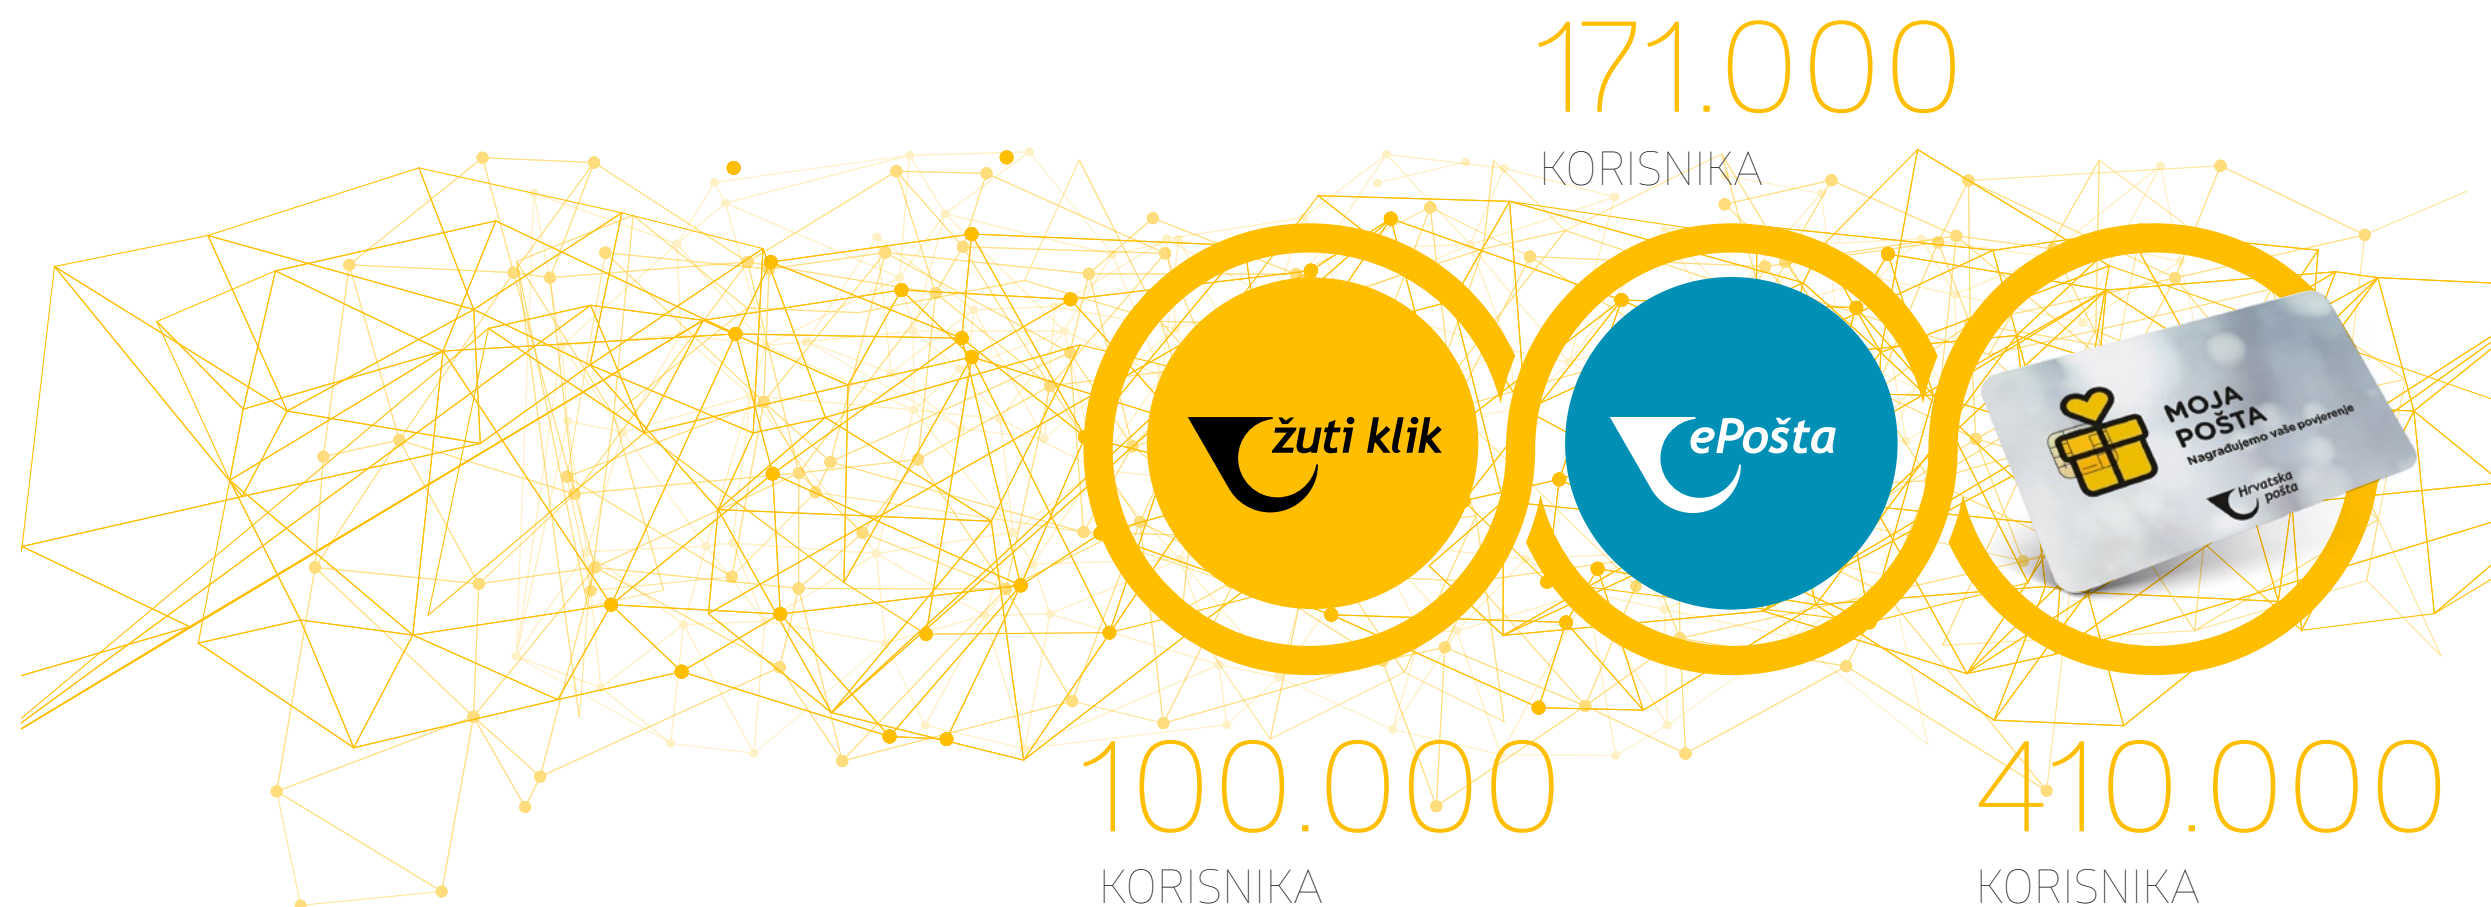 171.000
KORISNIKA
žuti klik
ePošta
MOJA
POŠTA
Nagrađujemo vaše povjerenje
Hrvatska
pošta
100.000
KORISNIKA
410.000
KORISNIKA